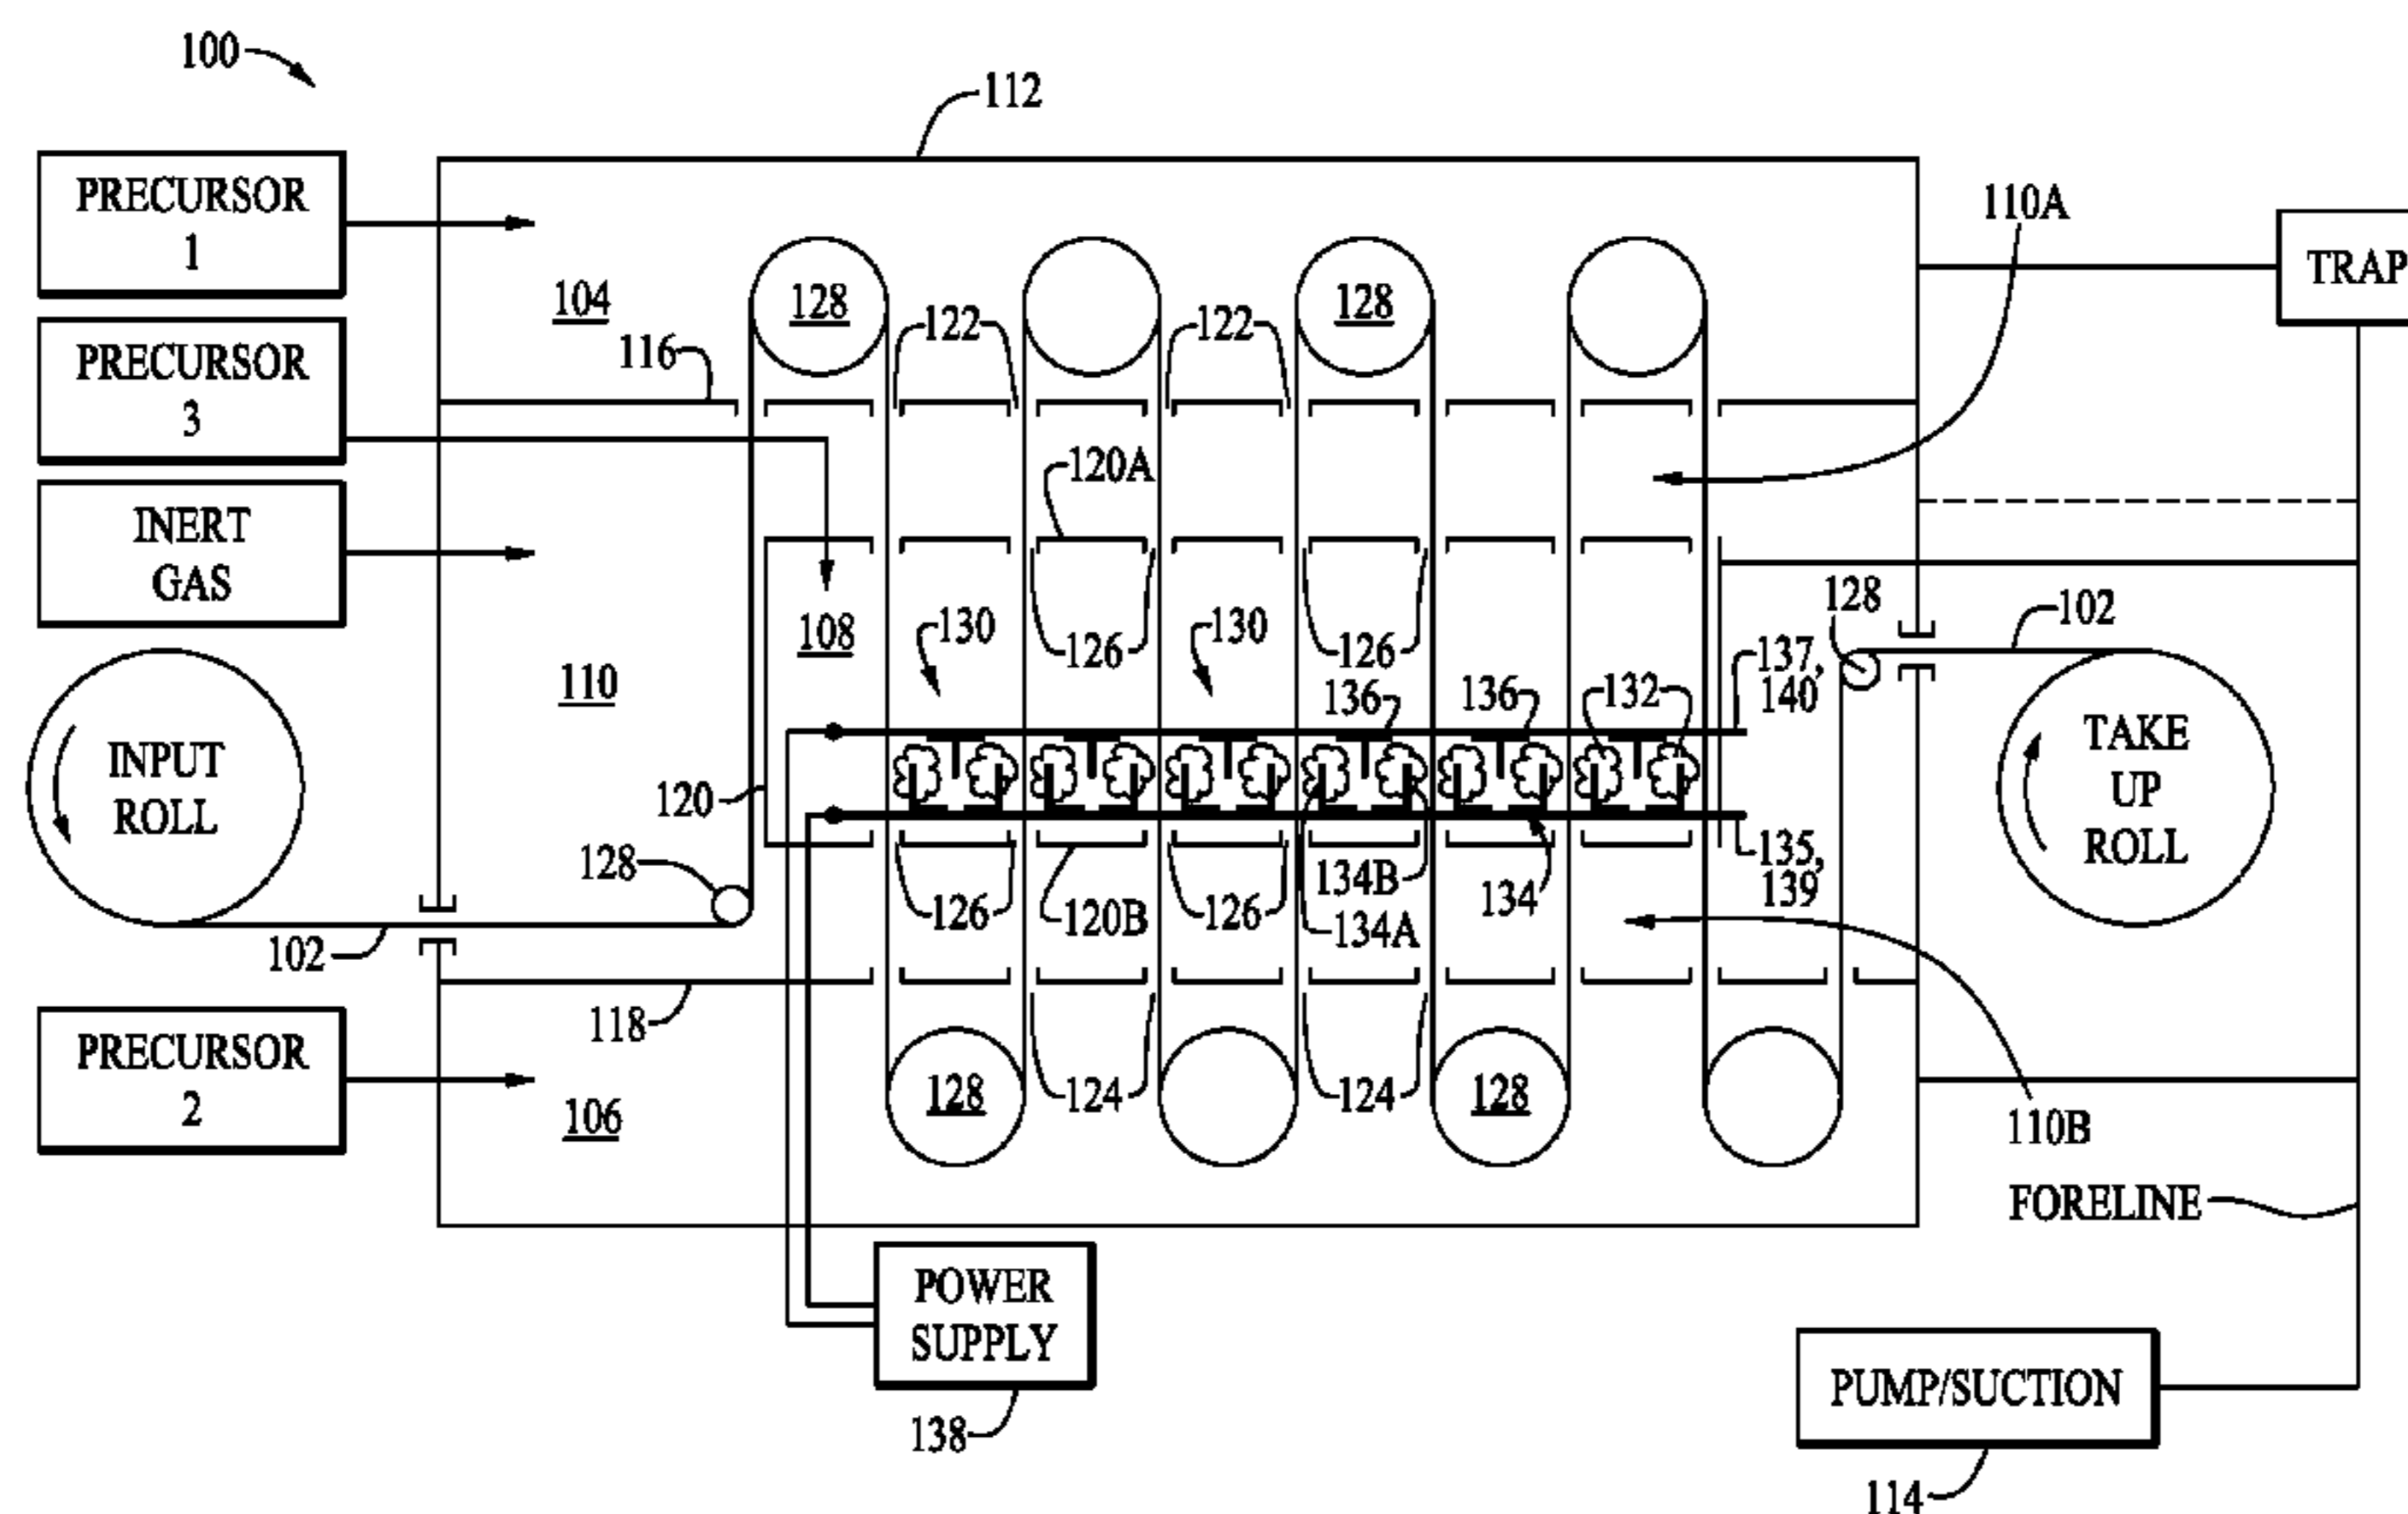 100
112
PRECURSOR
1
110A
TRAP
104
128
128
122
122
116
PRECURSOR
3
120A
INERT
GAS
128
102
108
130
126
130
126
137,
140
110
136
136
132
INPUT
ROLL
TAKE
UP
ROLL
120
128
135,
139
134B
134
126
120B
126
134A
102
118
PRECURSOR
2
128
124
124
128
106
110B
FORELINE
POWER
SUPPLY
PUMP/SUCTION
138
114